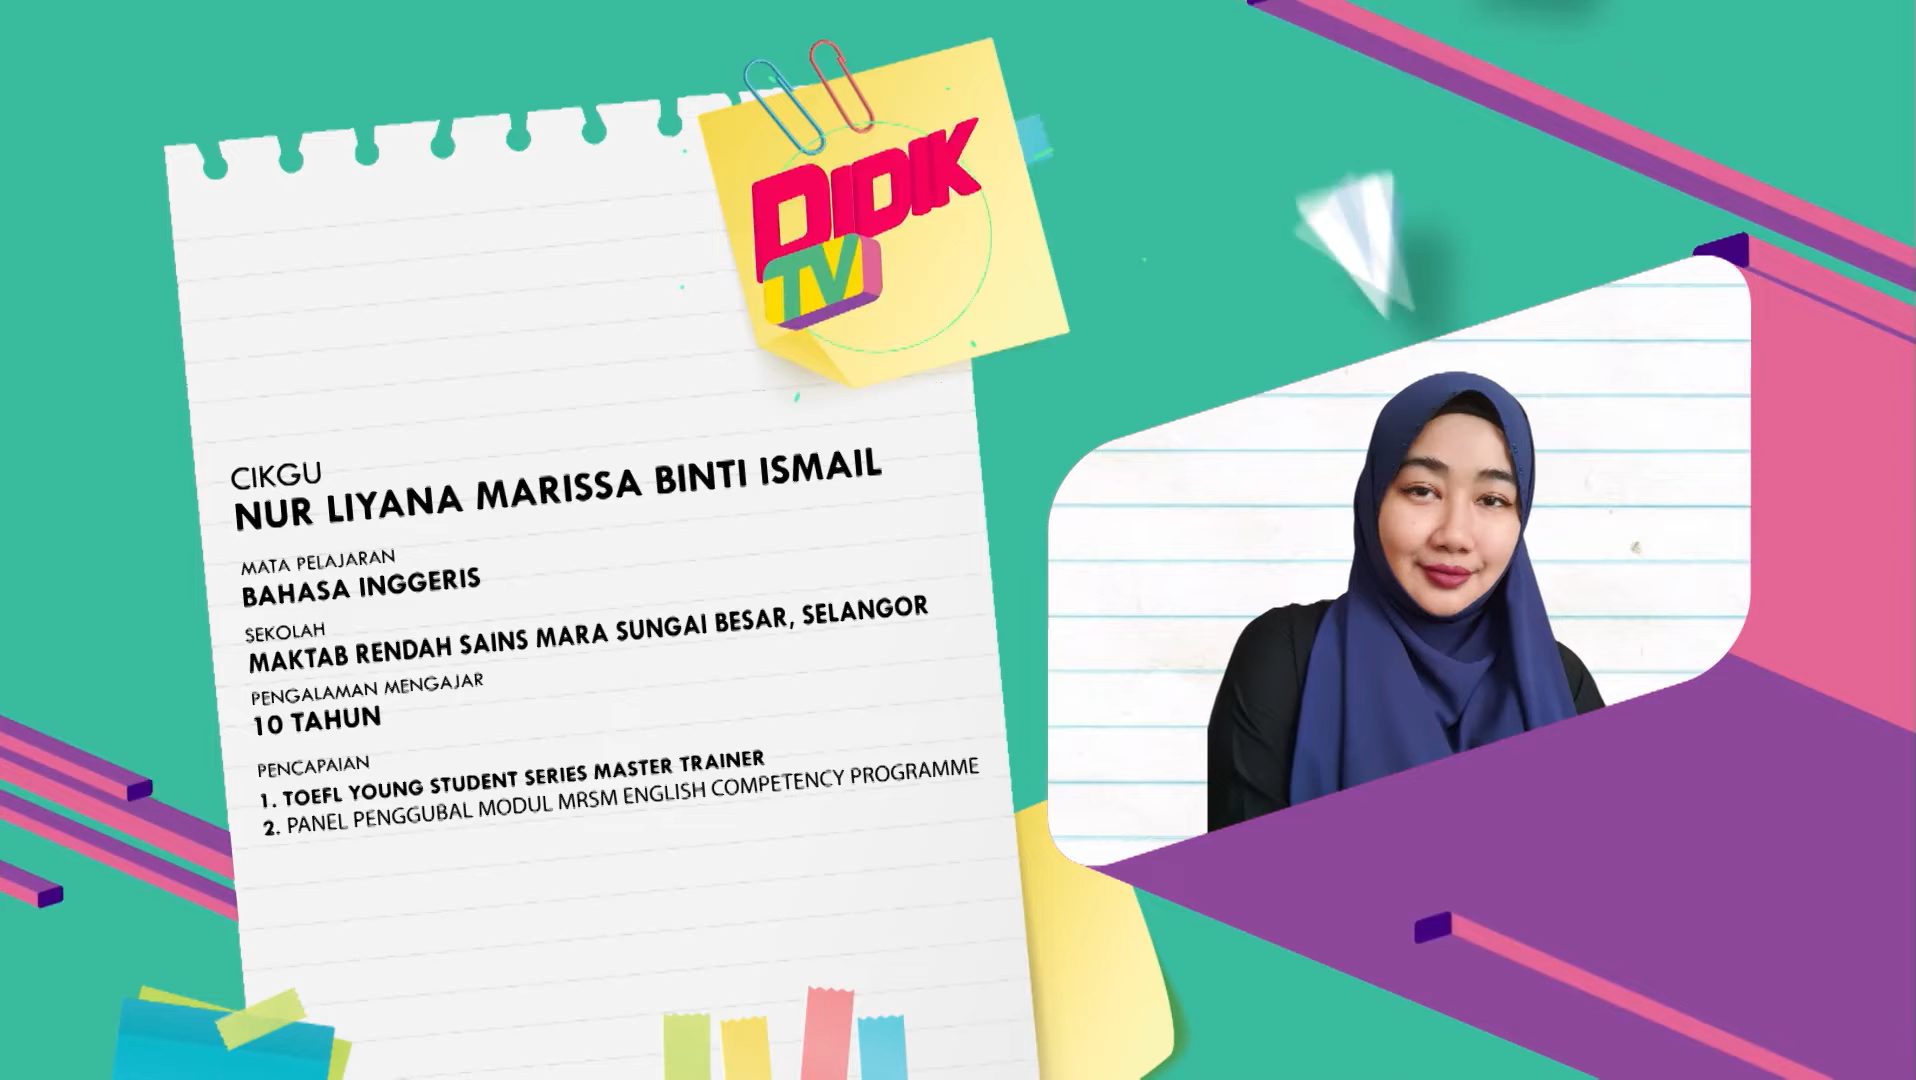 DIDIK
TV
CIKGU
NUR LIYANA MARISSA BINTI ISMAIL
MATA PELAJARAN
BAHASA INGGERIS
SEKOLAH
MAKTAB RENDAH SAINS MARA SUNGAI BESAR, SELANGOR
PENGALAMAN MENGAJAR
10 TAHUN
PENCAPAIAN
1. TOEFL YOUNG STUDENT SERIES MASTER TRAINER
2. PANEL PENGGUBAL MODUL MRSM ENGLISH COMPETENCY PROGRAMME